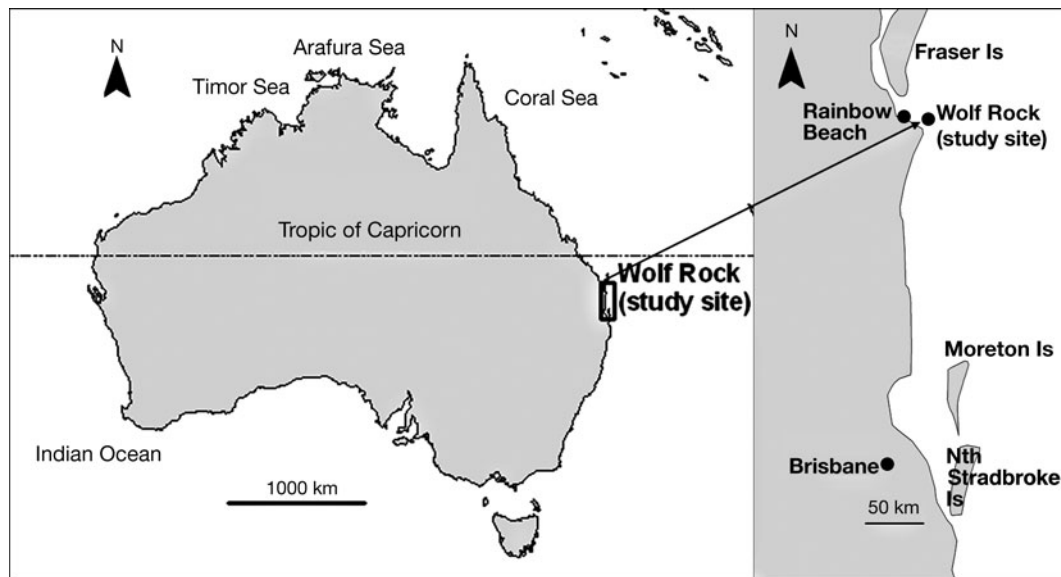 N
Arafura Sea
Timor Sea
Coral Sea
Tropic of Capricorn
Wolf Rock
(study site)
Indian Ocean
1000 km
N
Fraser Is
Rainbow
Beach
Wolf Rock
(study site)
Moreton Is
Brisbane
Nth
Stradbroke
Is
50 km